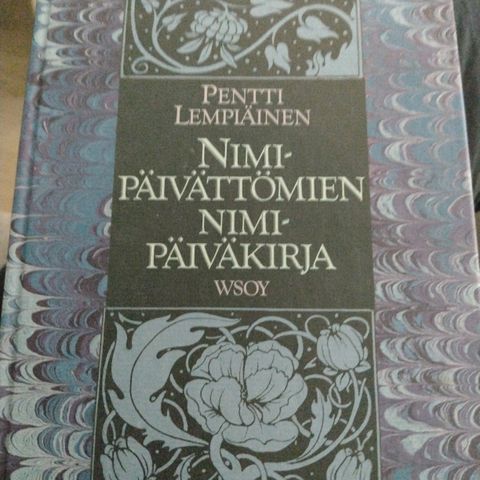 PENTTI
LEMPIÄINEN
NIMI-
PÄIVÄTTÖMIEN
NIMI-
PÄIVÄKIRJA
WSOY